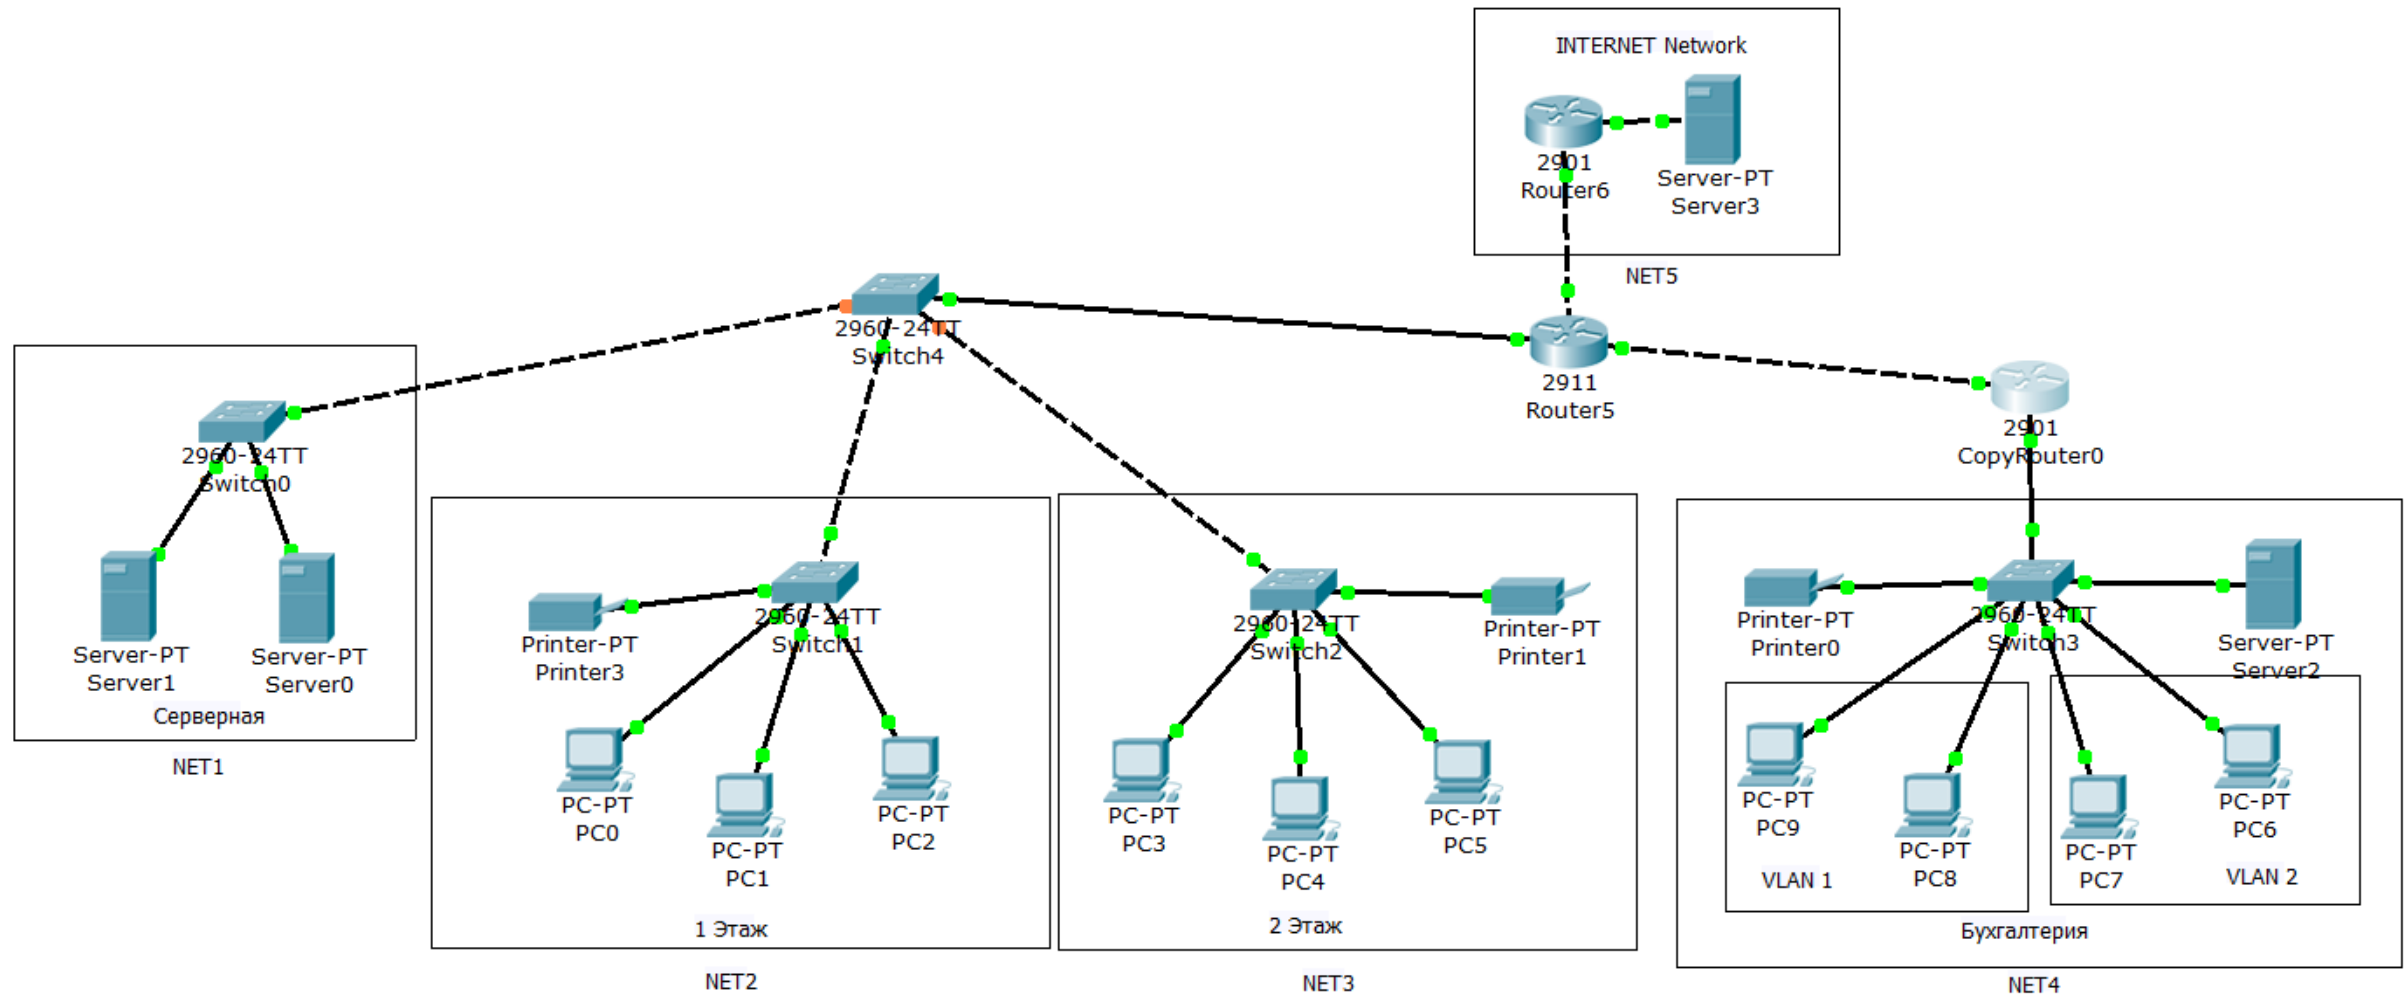 INTERNET Network
2901
Router6
Server-PT
Server3
NET5
2960-24TT
Switch4
2911
Router5
2901
CopyRouter0
2960-24TT
Switch0
Server-PT
Server1
Server-PT
Server0
Серверная
NET1
2960-24TT
Switch1
Printer-PT
Printer3
PC-PT
PC0
PC-PT
PC1
PC-PT
PC2
1 Этаж
NET2
2960-24TT
Switch2
Printer-PT
Printer1
PC-PT
PC3
PC-PT
PC4
PC-PT
PC5
2 Этаж
NET3
Printer-PT
Printer0
2960-24TT
Switch3
Server-PT
Server2
PC-PT
PC9
PC-PT
PC8
VLAN 1
PC-PT
PC7
PC-PT
PC6
VLAN 2
Бухгалтерия
NET4